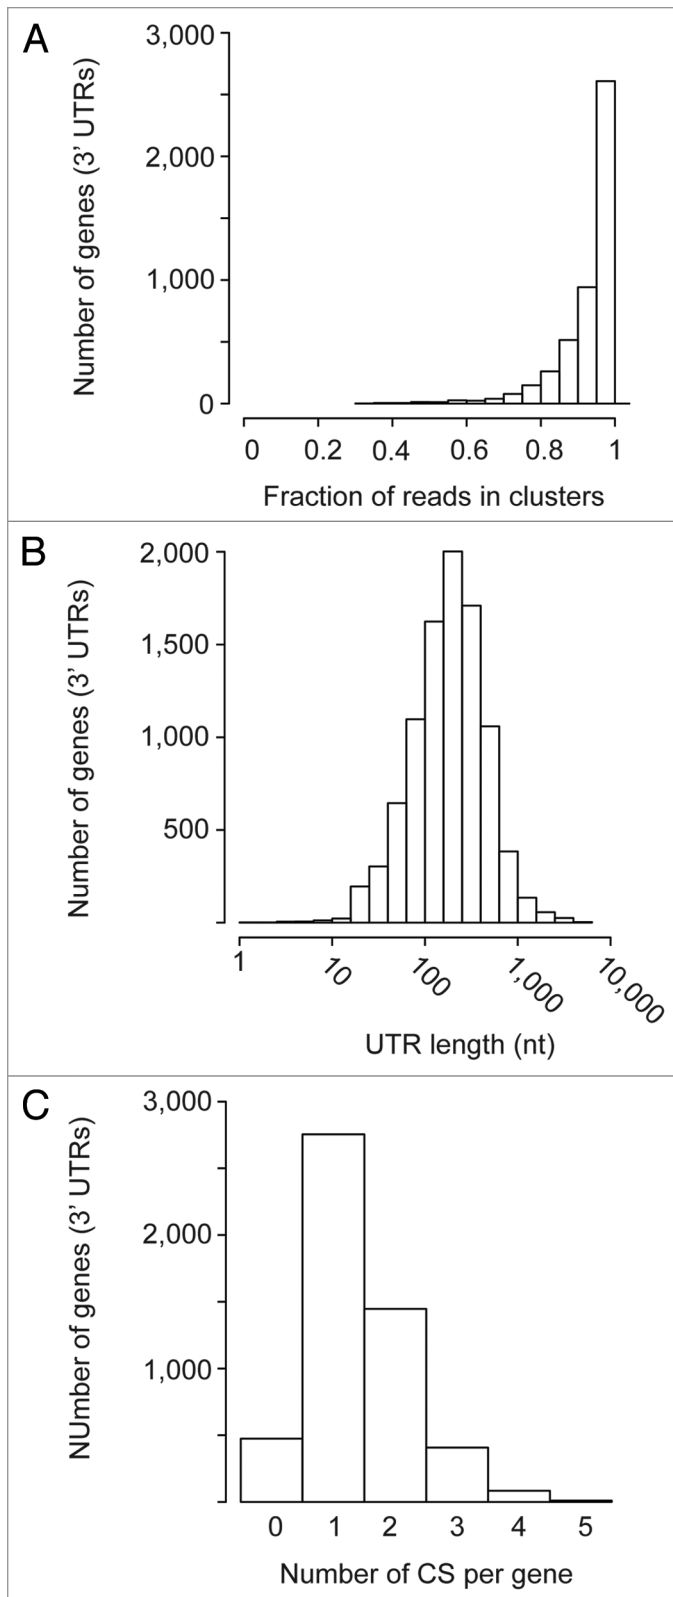 A
Number of genes (3’ UTRs)
3,000
2,000
1,000
0
0 0.2 0.4 0.6 0.8 1
Fraction of reads in clusters
B
Number of genes (3’ UTRs)
2,000
1,500
1,000
500
1 10 100 1,000 10,000
UTR length (nt)
C
NUmber of genes (3’ UTRs)
3,000
2,000
1,000
0 1 2 3 4 5
Number of CS per gene